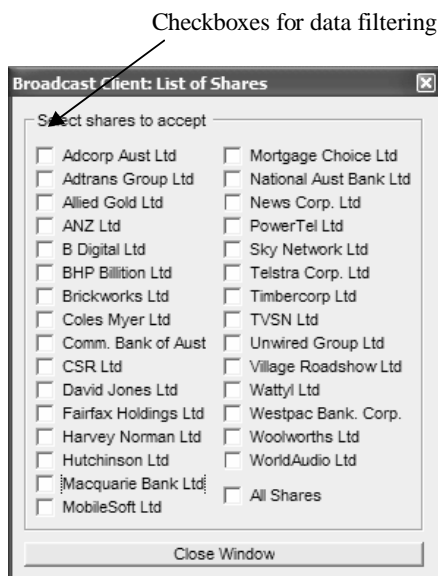 Checkboxes for data filtering
Broadcast Client: List of Shares
Select shares to accept
Adcorp Aust Ltd
Adtrans Group Ltd
Allied Gold Ltd
ANZ Ltd
B Digital Ltd
BHP Billition Ltd
Brickworks Ltd
Coles Myer Ltd
Comm. Bank of Aust
CSR Ltd
David Jones Ltd
Fairfax Holdings Ltd
Harvey Norman Ltd
Hutchinson Ltd
Macquarie Bank Ltd
MobileSoft Ltd
Mortgage Choice Ltd
National Aust Bank Ltd
News Corp. Ltd
PowerTel Ltd
Sky Network Ltd
Telstra Corp. Ltd
Timbercorp Ltd
TVSN Ltd
Unwired Group Ltd
Village Roadshow Ltd
Wattyl Ltd
Westpac Bank. Corp.
Woolworths Ltd
WorldAudio Ltd
All Shares
Close Window